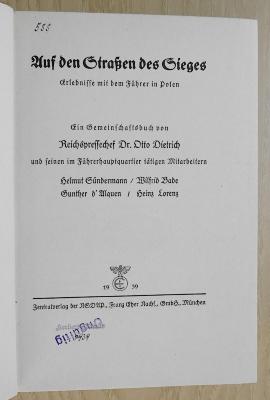 588
Auf den Straßen des Sieges
Erlebnisse mit dem Führer in Polen
Ein Gemeinschaftsbuch von
Reichspressechef Dr. Otto Dietrich
und seinen im Führerhauptquartier tätigen Mitarbeitern
Helmut Sündermann / Wilfrid Bade
Gunther d'Alquen / Heinz Lorenz
19 39
Zentralverlag der NSDAP., Franz Eher Nachf., GmbH., München
Ungültig